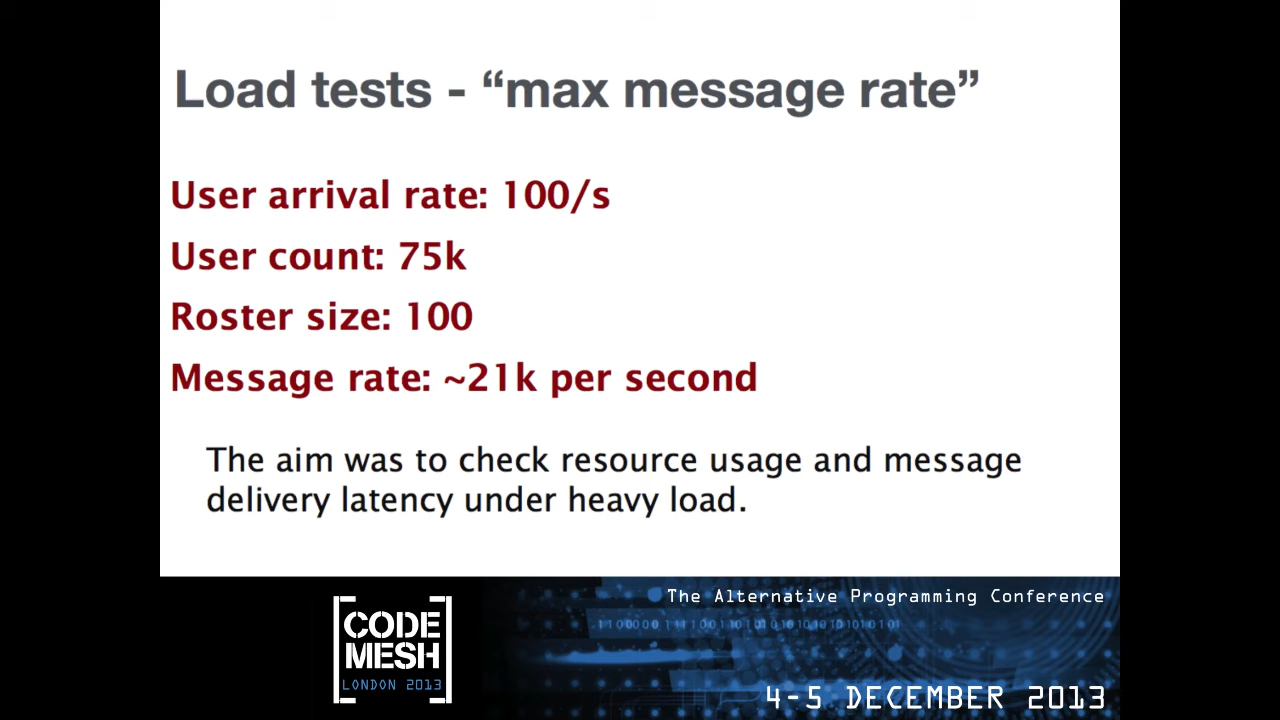 Load tests - “max message rate”
User arrival rate: 100/s
User count: 75k
Roster size: 100
Message rate: ~21k per second
The aim was to check resource usage and message
delivery latency under heavy load.
The Alternative Programming Conference
CODE
MESH
LONDON 2013
4-5 DECEMBER 2013